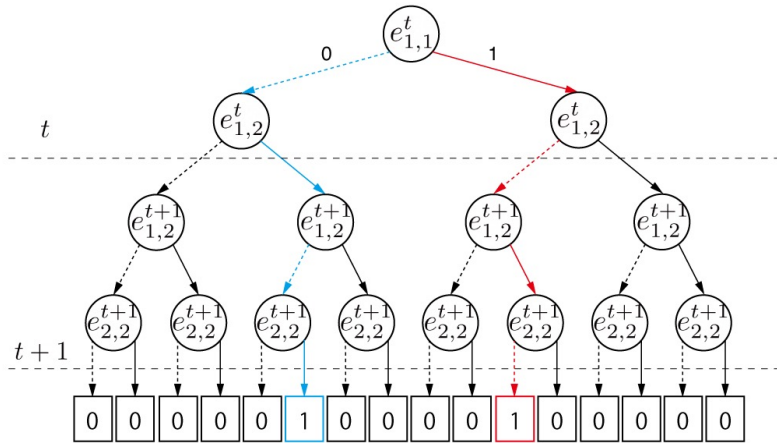 $e^{t}_{1,1}$
0 1
$e^{t}_{1,2}$ $e^{t}_{1,2}$
$t$
$e^{t+1}_{1,2}$ $e^{t+1}_{1,2}$ $e^{t+1}_{1,2}$ $e^{t+1}_{1,2}$
$e^{t+1}_{2,2}$ $e^{t+1}_{2,2}$ $e^{t+1}_{2,2}$ $e^{t+1}_{2,2}$ $e^{t+1}_{2,2}$ $e^{t+1}_{2,2}$ $e^{t+1}_{2,2}$ $e^{t+1}_{2,2}$
$t+1$
0 0 0 0 0 1 0 0 0 0 1 0 0 0 0 0